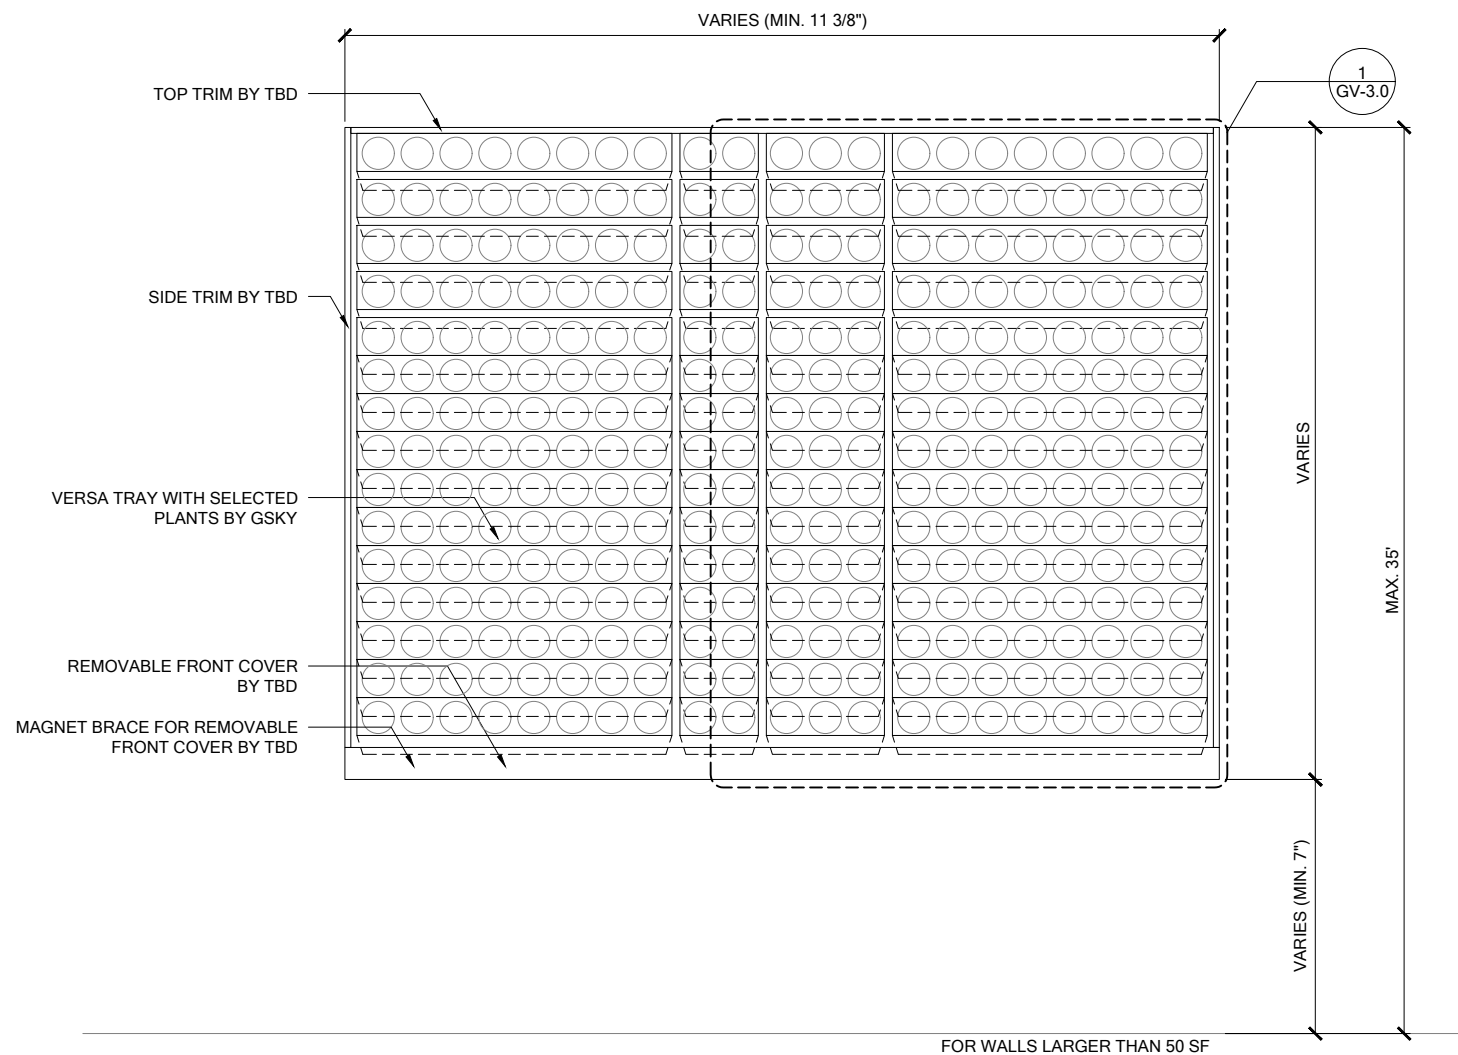 VARIES (MIN. 11 3/8")
1
GV-3.0
TOP TRIM BY TBD
SIDE TRIM BY TBD
VERSA TRAY WITH SELECTED
PLANTS BY GSKY
REMOVABLE FRONT COVER
BY TBD
MAGNET BRACE FOR REMOVABLE
FRONT COVER BY TBD
VARIES
MAX. 35'
VARIES (MIN. 7")
FOR WALLS LARGER THAN 50 SF